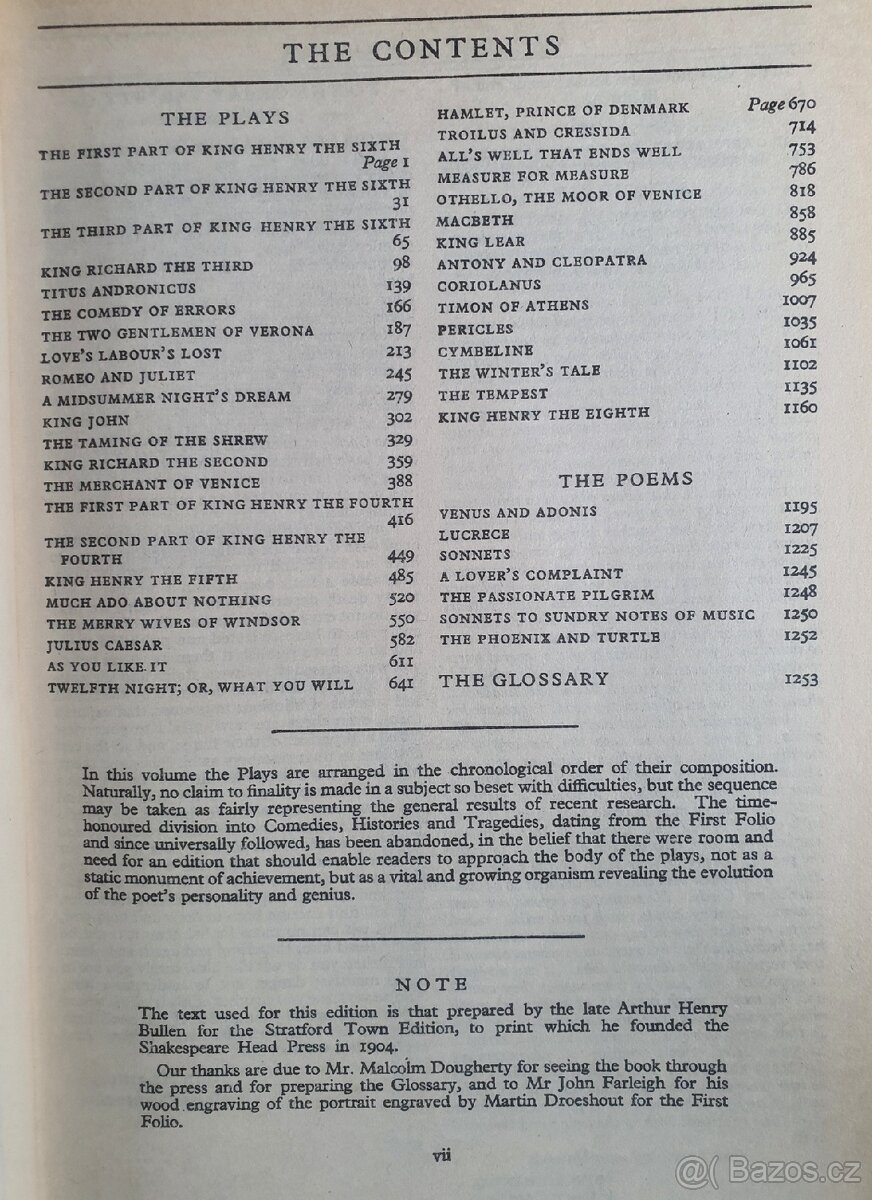 THE CONTENTS
THE PLAYS
THE FIRST PART OF KING HENRY THE SIXTH
Page 1
THE SECOND PART OF KING HENRY THE SIXTH
31
THE THIRD PART OF KING HENRY THE SIXTH
65
KING RICHARD THE THIRD 98
TITUS ANDRONICUS 139
THE COMEDY OF ERRORS 166
THE TWO GENTLEMEN OF VERONA 187
LOVE'S LABOUR'S LOST 213
ROMEO AND JULIET 245
A MIDSUMMER NIGHT'S DREAM 279
KING JOHN 302
THE TAMING OF THE SHREW 329
KING RICHARD THE SECOND 359
THE MERCHANT OF VENICE 388
THE FIRST PART OF KING HENRY THE FOURTH
416
THE SECOND PART OF KING HENRY THE
FOURTH 449
KING HENRY THE FIFTH 485
MUCH ADO ABOUT NOTHING 520
THE MERRY WIVES OF WINDSOR 550
JULIUS CAESAR 582
AS YOU LIKE IT 611
TWELFTH NIGHT; OR, WHAT YOU WILL 641
HAMLET, PRINCE OF DENMARK Page 670
TROILUS AND CRESSIDA 714
ALL'S WELL THAT ENDS WELL 753
MEASURE FOR MEASURE 786
OTHELLO, THE MOOR OF VENICE 818
MACBETH 858
KING LEAR 885
ANTONY AND CLEOPATRA 924
CORIOLANUS 965
TIMON OF ATHENS 1007
PERICLES 1035
CYMBELINE 1061
THE WINTER'S TALE 1102
THE TEMPEST 1135
KING HENRY THE EIGHTH 1160
THE POEMS
VENUS AND ADONIS 1195
LUCRECE 1207
SONNETS 1225
A LOVER'S COMPLAINT 1245
THE PASSIONATE PILGRIM 1248
SONNETS TO SUNDRY NOTES OF MUSIC 1250
THE PHOENIX AND TURTLE 1252
THE GLOSSARY 1253
In this volume the Plays are arranged in the chronological order of their composition.
Naturally, no claim to finality is made in a subject so beset with difficulties, but the sequence
may be taken as fairly representing the general results of recent research. The time-
honoured division into Comedies, Histories and Tragedies, dating from the First Folio
and since universally followed, has been abandoned, in the belief that there were room and
need for an edition that should enable readers to approach the body of the plays, not as a
static monument of achievement, but as a vital and growing organism revealing the evolution
of the poet's personality and genius.
NOTE
The text used for this edition is that prepared by the late Arthur Henry
Bullen for the Stratford Town Edition, to print which he founded the
Shakespeare Head Press in 1904.
Our thanks are due to Mr. Malcolm Dougherty for seeing the book through
the press and for preparing the Glossary, and to Mr John Farleigh for his
wood engraving of the portrait engraved by Martin Droeshout for the First
Folio.
vii
@( Bazos.cz